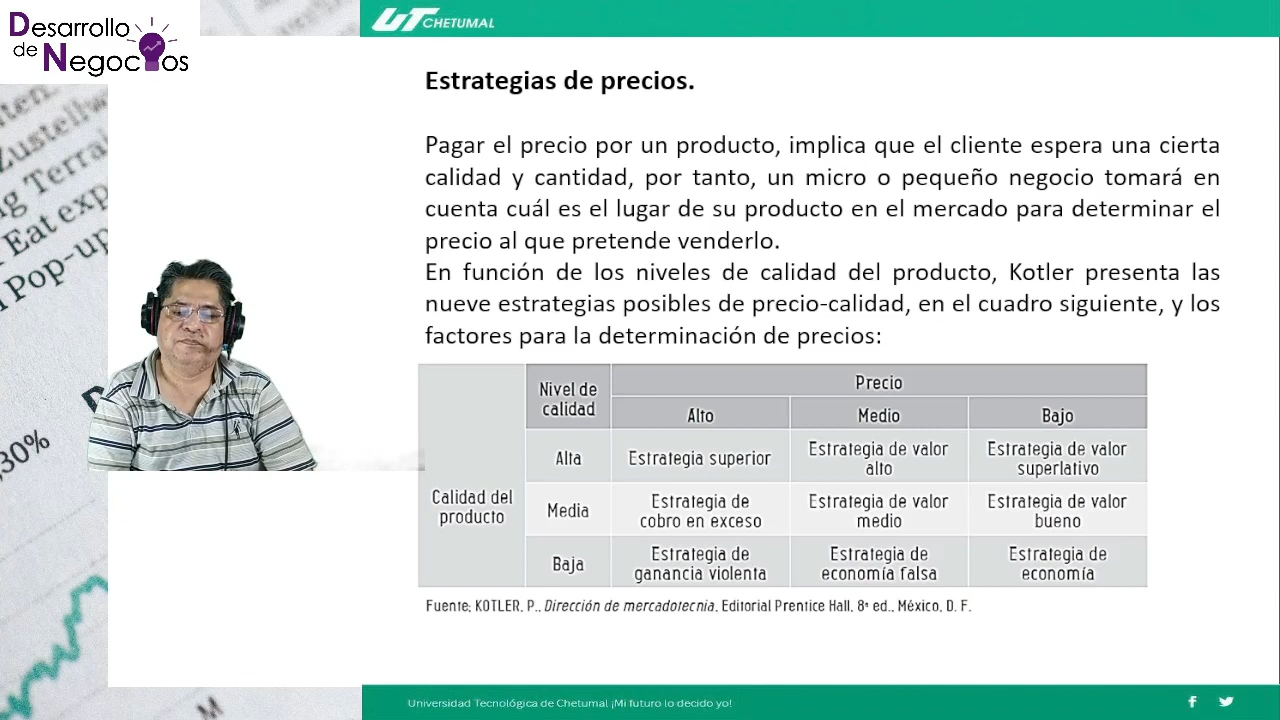 Desarrollo
de Negocios
UT CHETUMAL
Estrategias de precios.
Pagar el precio por un producto, implica que el cliente espera una cierta
calidad y cantidad, por tanto, un micro o pequeño negocio tomará en
cuenta cuál es el lugar de su producto en el mercado para determinar el
precio al que pretende venderlo.
En función de los niveles de calidad del producto, Kotler presenta las
nueve estrategias posibles de precio-calidad, en el cuadro siguiente, y los
factores para la determinación de precios:
Nivel de
calidad
Precio
Alto
Medio
Bajo
Calidad del
producto
Alta
Estrategia superior
Estrategia de valor
alto
Estrategia de valor
superlativo
Media
Estrategia de
cobro en exceso
Estrategia de valor
medio
Estrategia de valor
bueno
Baja
Estrategia de
ganancia violenta
Estrategia de
economía falsa
Estrategia de
economía
Fuente: KOTLER, P., Dirección de mercadotecnia, Editorial Prentice Hall, 8ª ed., México, D. F.
Universidad Tecnológica de Chetumal ¡Mi futuro lo decido yo!
Zustell
Terra
Eat exp
Pop-up
30%
M